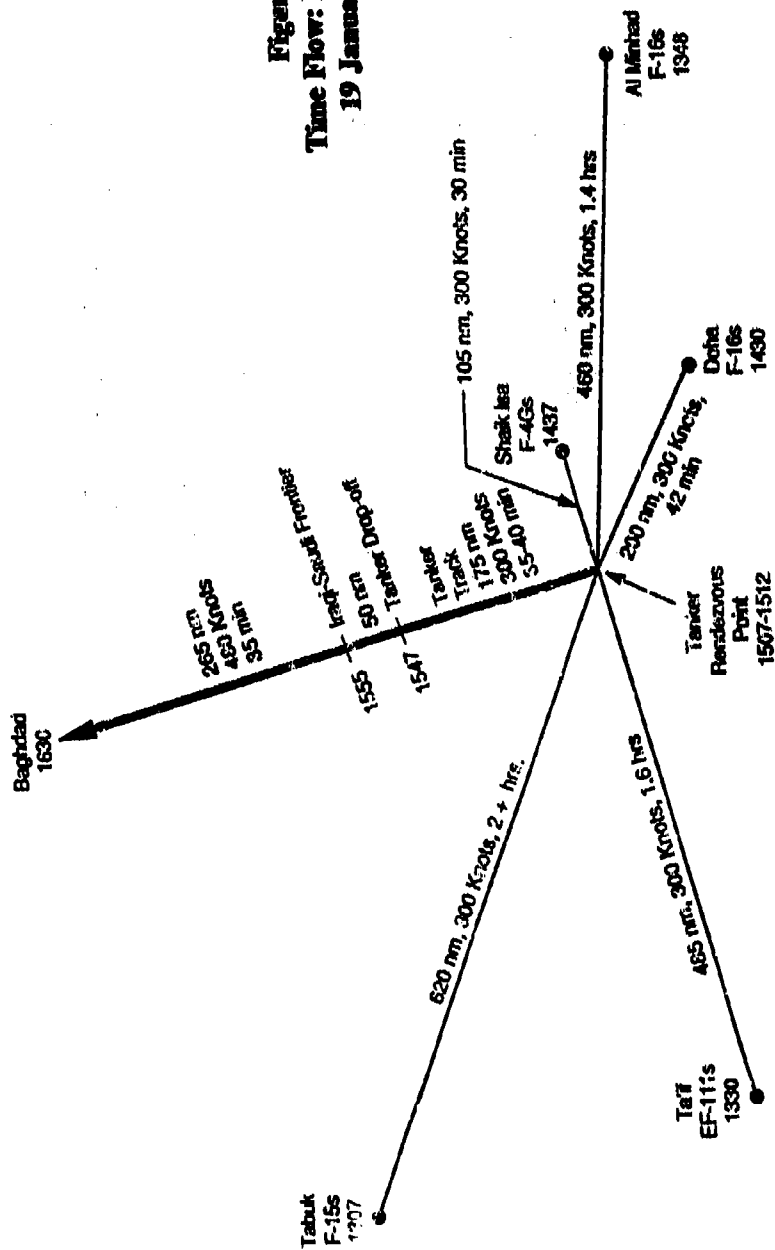 Figur
Time Flow:
19 Januar
Baghdad
1630
265 nm
Knots
35 min
Iraqi-Saudi Frontier
1555
50 nm
Tanker Drop-off
1547
Tanker
Track
175 nm
300 Knots
35-40 min
105 nm, 300 Knots, 30 min
Shaik Isa
F-4Gs
1437
460 nm, 300 Knots, 1.4 hrs
Al Minhad
F-16s
1348
200 nm, 300 Knots,
42 min
Doha
F-16s
1430
Tanker
Rendezvous
Point
1507-1512
620 nm, 300 Knots, 2 + hrs.
Tabuk
F-15s
485 nm, 300 Knots, 1.6 hrs
Taif
EF-111s
1330